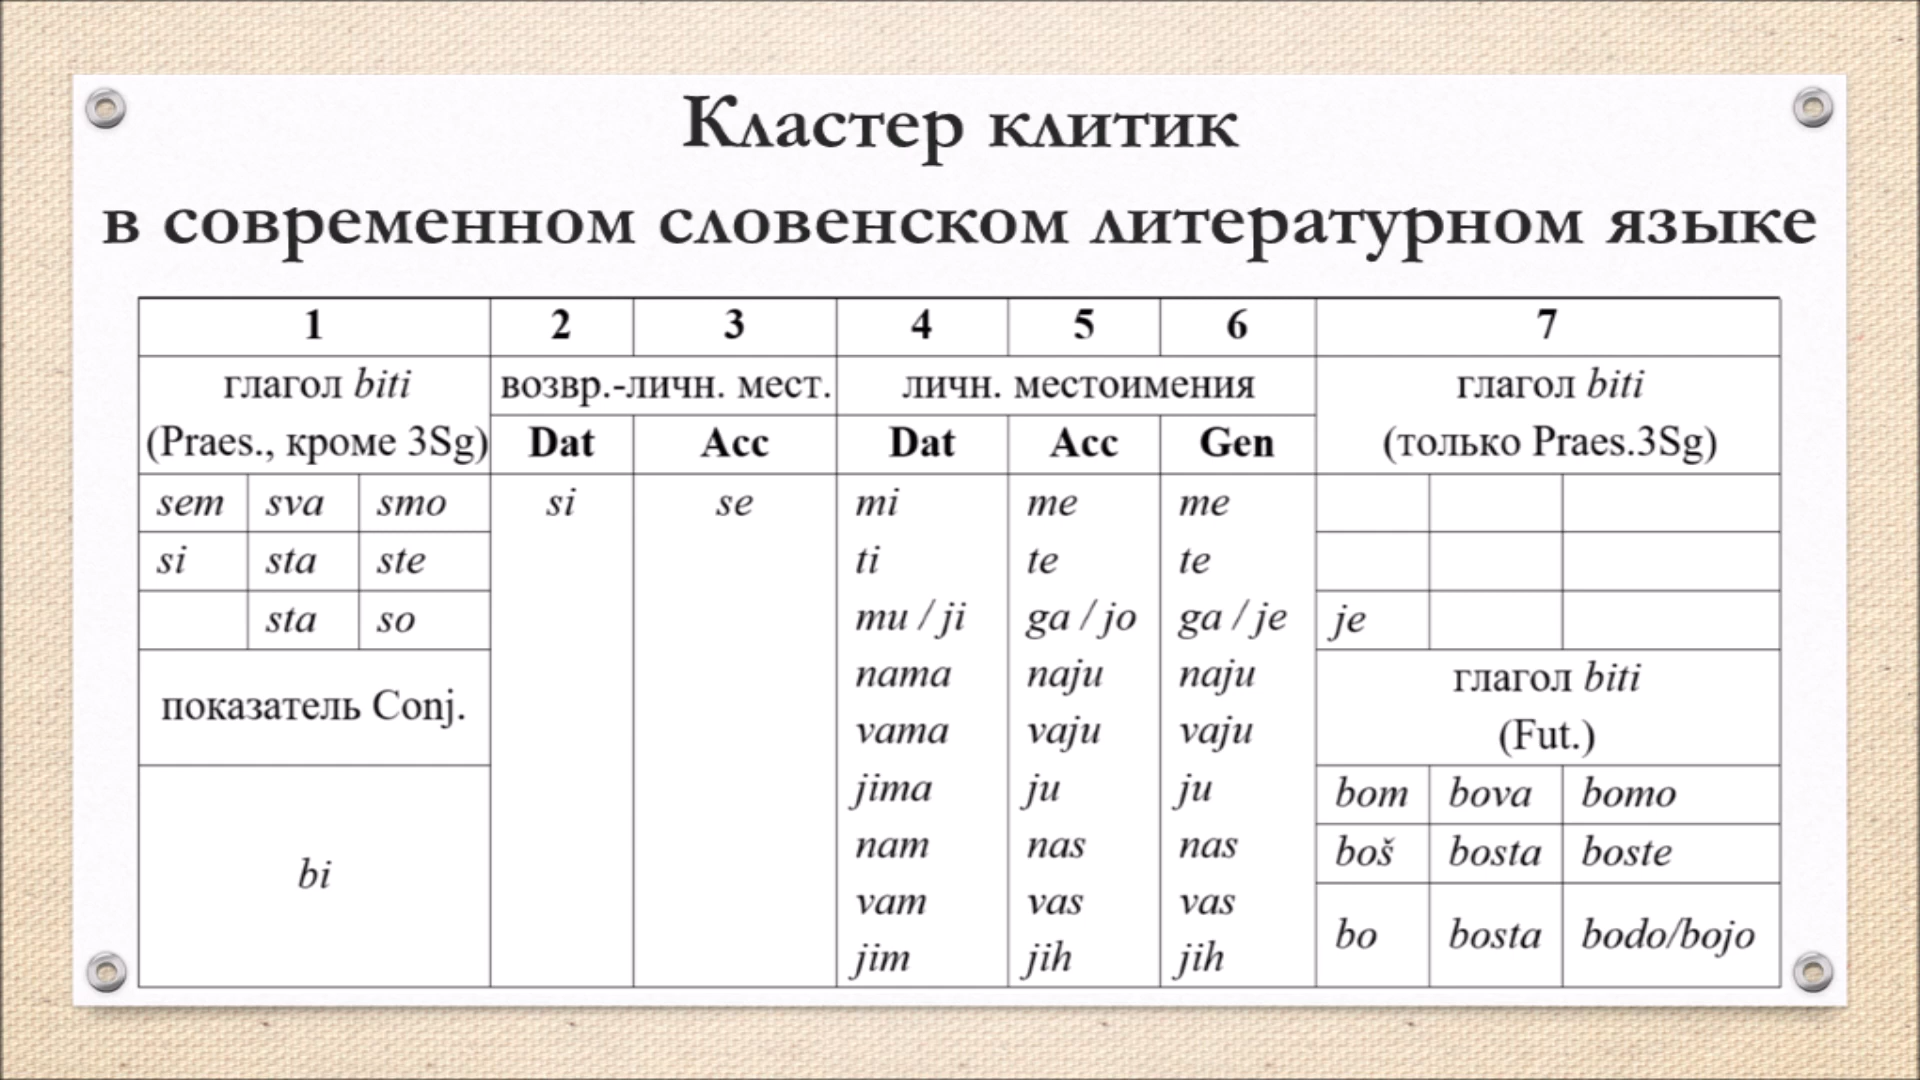 Кластер клитик
в современном словенском литературном языке
1 2 3 4 5 6 7
глагол biti возвр.-личн. мест. личн. местоимения глагол biti
(Praes., кроме 3Sg) Dat Acc Dat Acc Gen (только Praes.3Sg)
sem sva smo si se mi me me
si sta ste ti te te
sta so mu / ji ga / jo ga / je je
показатель Conj. nama naju naju глагол biti
vama vaju vaju (Fut.)
jima ju ju bom bova bomo
bi nam nas nas boš bosta boste
vam vas vas bo bosta bodo/bojo
jim jih jih